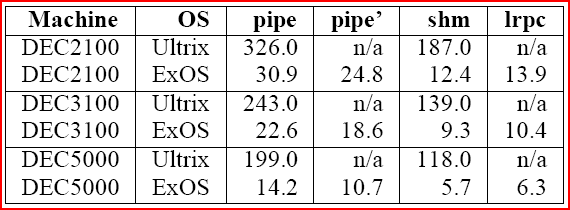 Machine OS pipe pipe’ shm lrpc
DEC2100 Ultrix 326.0 n/a 187.0 n/a
DEC2100 ExOS 30.9 24.8 12.4 13.9
DEC3100 Ultrix 243.0 n/a 139.0 n/a
DEC3100 ExOS 22.6 18.6 9.3 10.4
DEC5000 Ultrix 199.0 n/a 118.0 n/a
DEC5000 ExOS 14.2 10.7 5.7 6.3